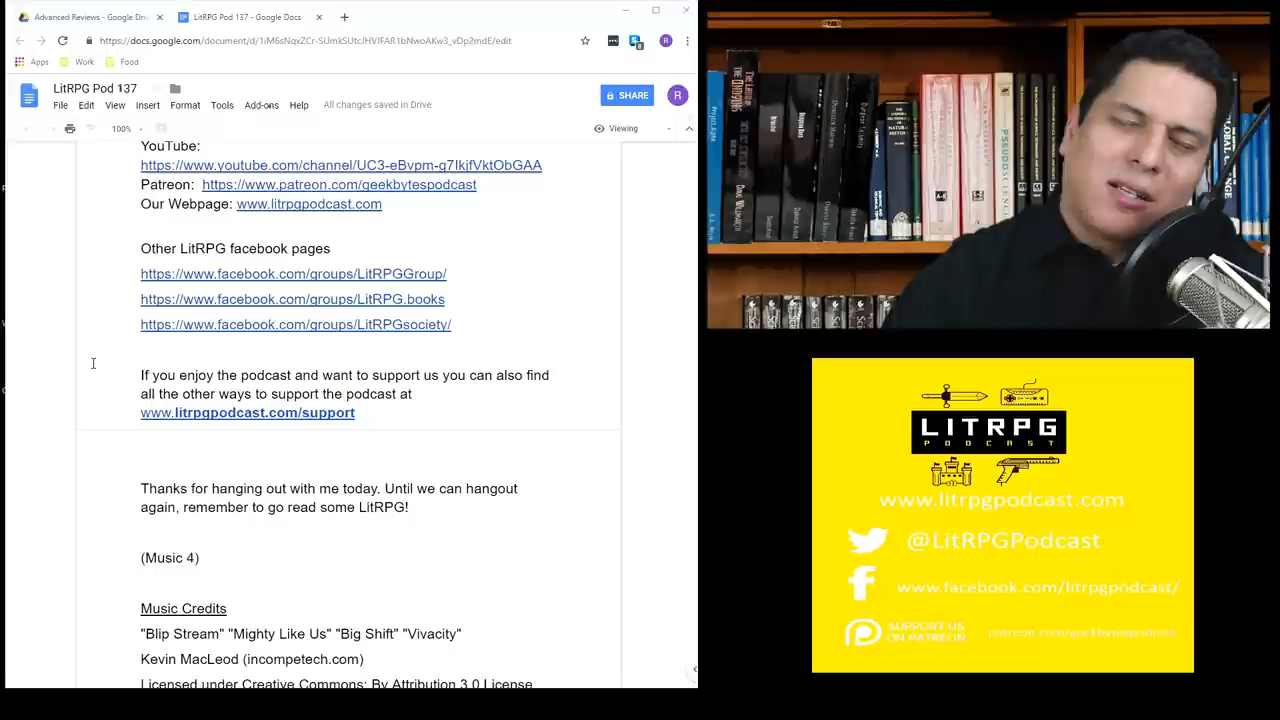 Advanced Reviews - Google Driv
LitRPG Pod 137 - Google Docs
https://docs.google.com/document/d/1iM6sNqxZCr-SUmkSUtcJHVJFAR1bNwoAKw3_vDp2mdE/edit
Apps
Work
Food
LitRPG Pod 137
File Edit View Insert Format Tools Add-ons Help
All changes saved in Drive
SHARE
R
100%
Viewing
YouTube:
https://www.youtube.com/channel/UC3-eBvpm-g7IkjfVktObGAA
Patreon: https://www.patreon.com/geekbytespodcast
Our Webpage: www.litrpgpodcast.com
Other LitRPG facebook pages
https://www.facebook.com/groups/LitRPGGroup/
https://www.facebook.com/groups/LitRPG.books
https://www.facebook.com/groups/LitRPGsociety/
If you enjoy the podcast and want to support us you can also find
all the other ways to support the podcast at
www.litrpgpodcast.com/support
Thanks for hanging out with me today. Until we can hangout
again, remember to go read some LitRPG!
(Music 4)
Music Credits
"Blip Stream" "Mighty Like Us" "Big Shift" "Vivacity"
Kevin MacLeod (incompetech.com)
Licensed under Creative Commons: By Attribution 3.0 License
PSEUDOSCIENCE
A-K
LITRPG
PODCAST
www.litrpgpodcast.com
@LitRPGPodcast
www.facebook.com/litrpgpodcast/
SUPPORT US
ON PATREON
patreon.com/geekbytespodcast